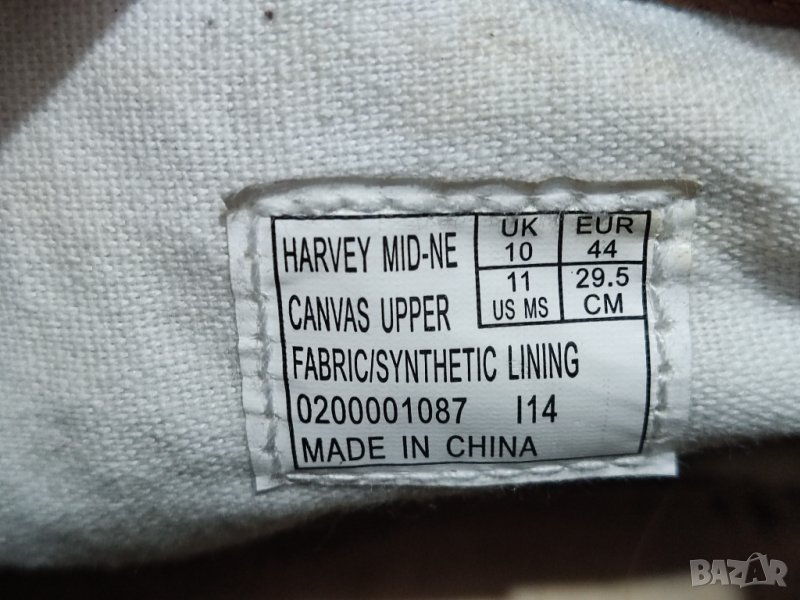 HARVEY MID-NE
UK 10
EUR 44
11 US MS
29.5 CM
CANVAS UPPER
FABRIC/SYNTHETIC LINING
0200001087 I14
MADE IN CHINA
BAZAR